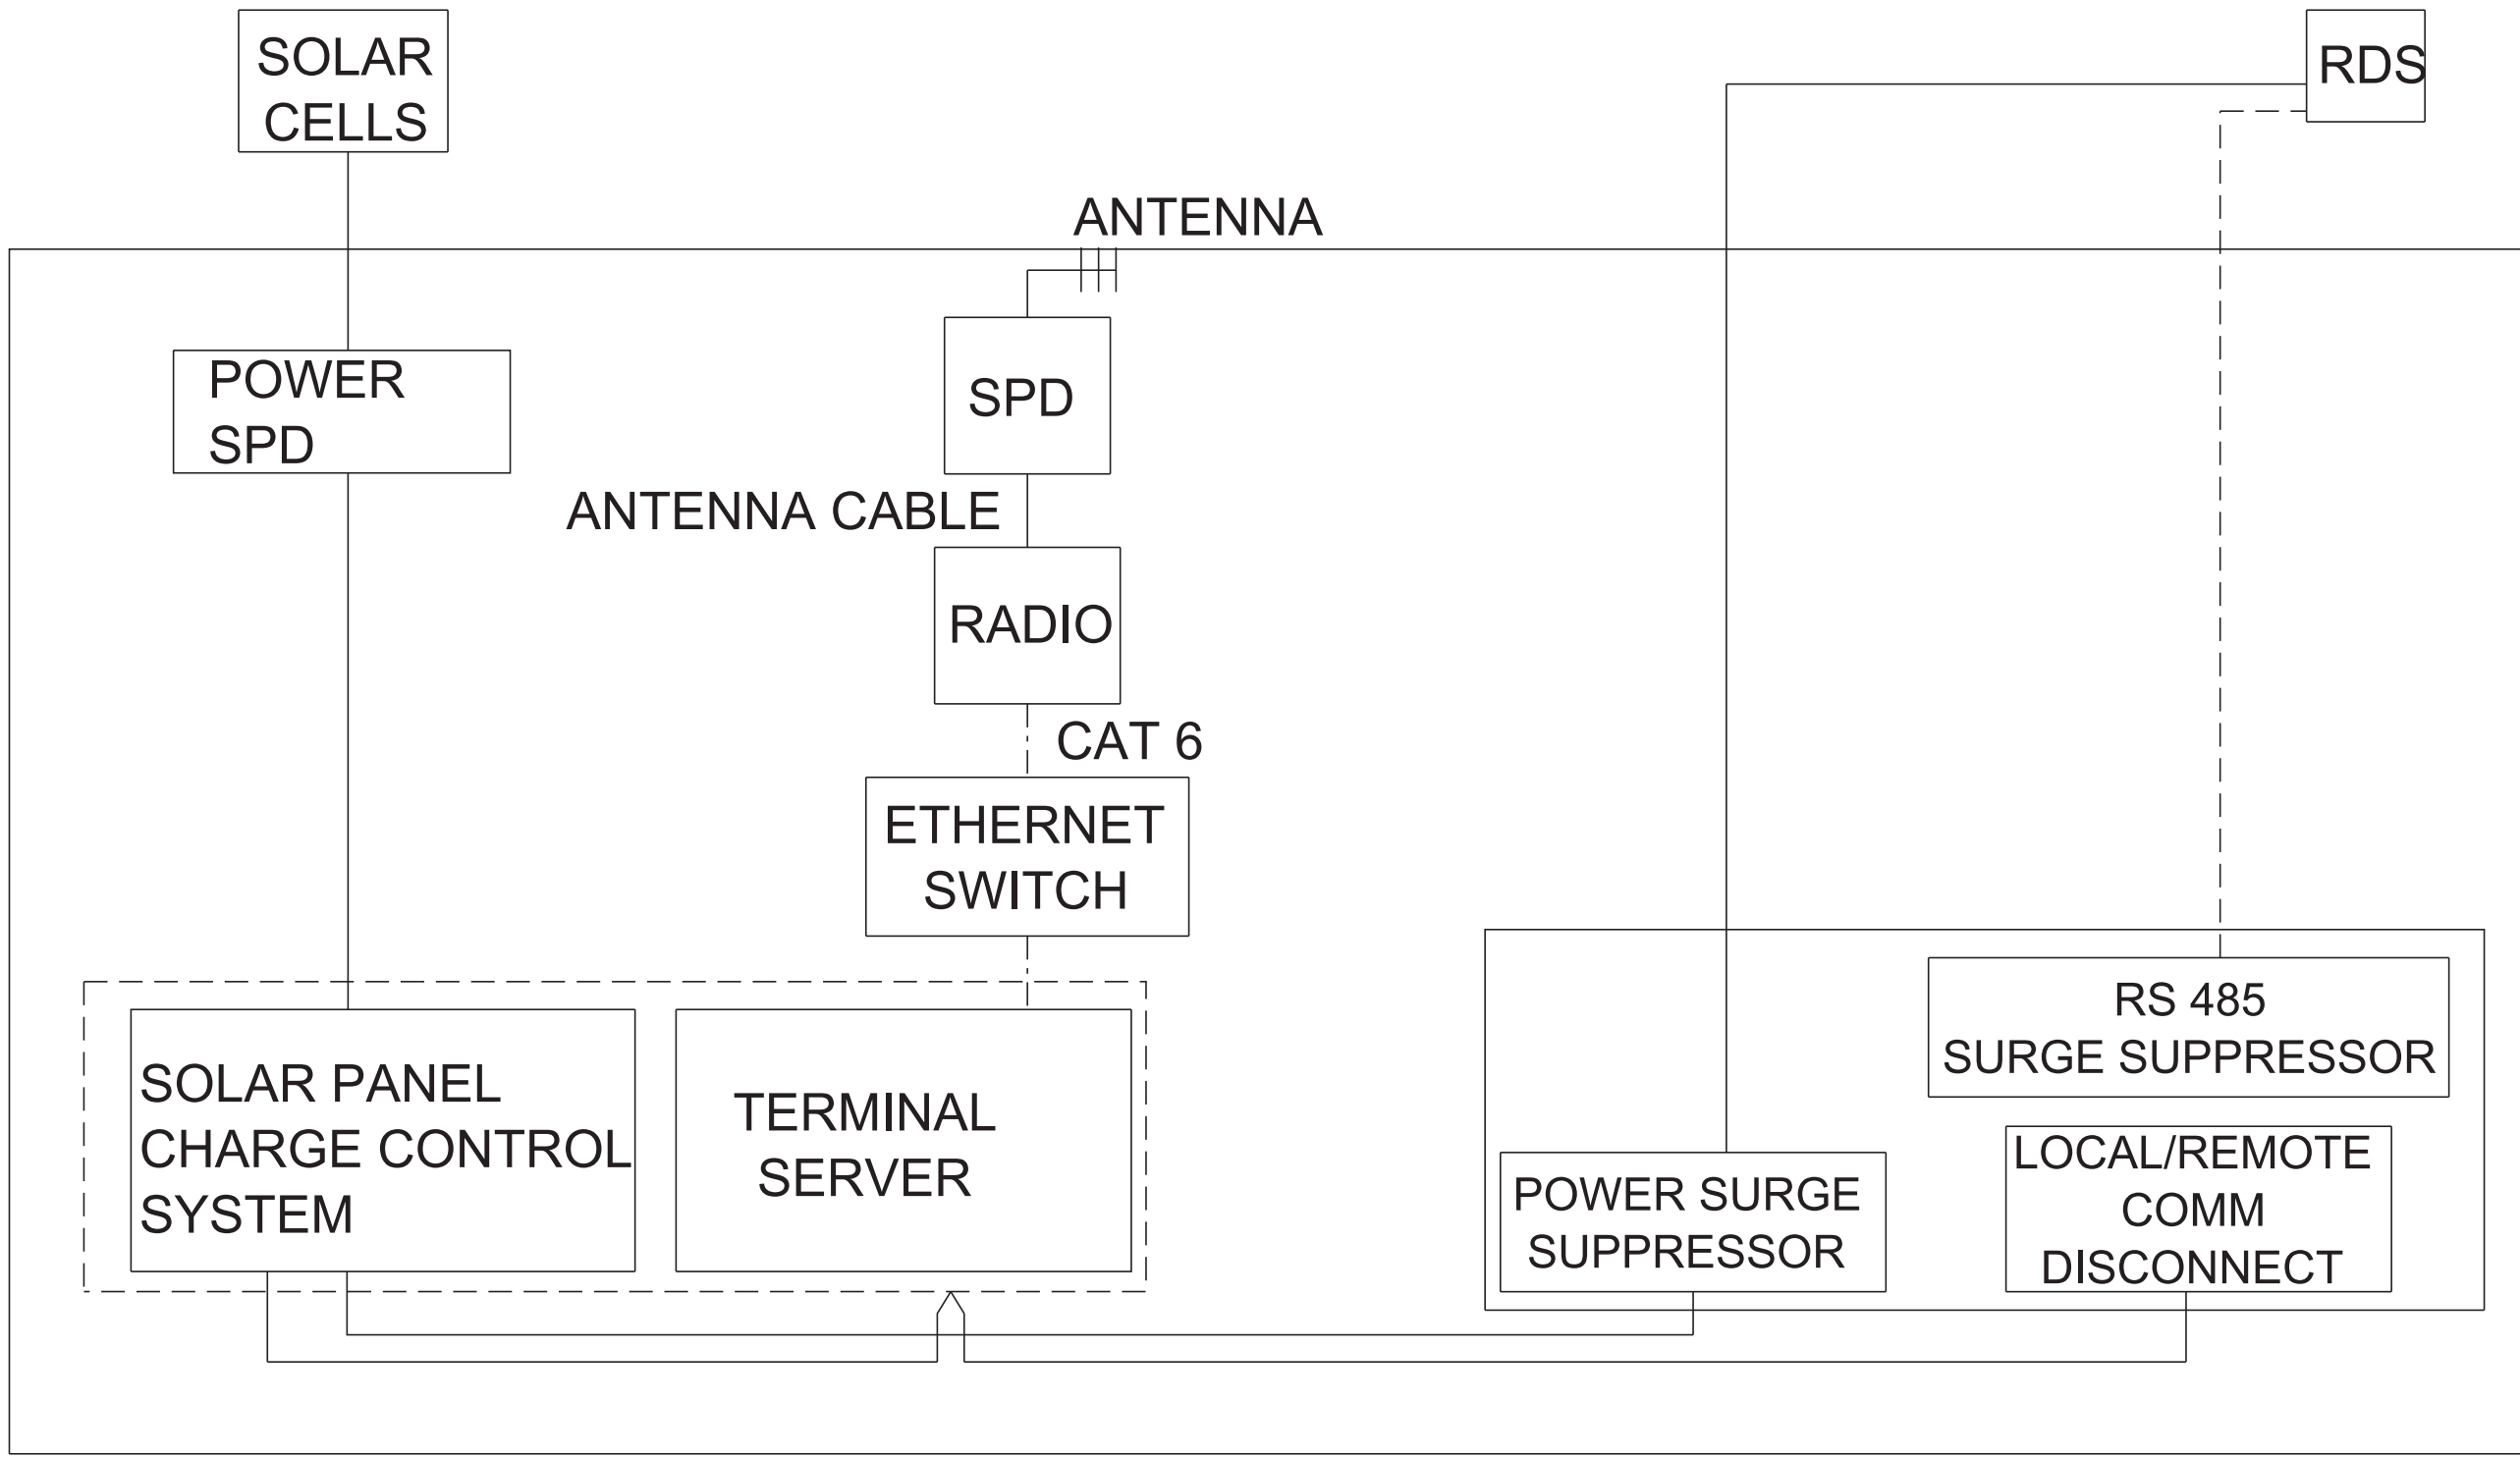 SOLAR
CELLS
RDS
ANTENNA
POWER
SPD
SPD
ANTENNA CABLE
RADIO
CAT 6
ETHERNET
SWITCH
SOLAR PANEL
CHARGE CONTROL
SYSTEM
TERMINAL
SERVER
RS 485
SURGE SUPPRESSOR
POWER SURGE
SUPPRESSOR
LOCAL/REMOTE
COMM
DISCONNECT